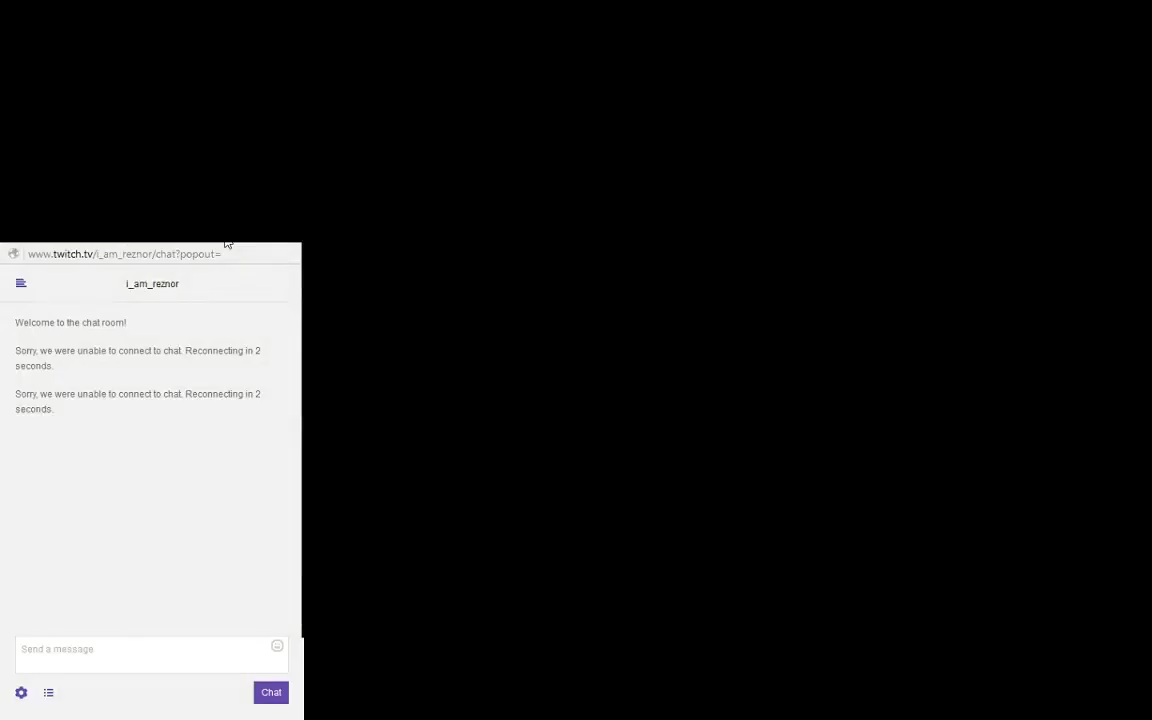 www.twitch.tv/i_am_reznor/chat?popout=
i_am_reznor
Welcome to the chat room!
Sorry, we were unable to connect to chat. Reconnecting in 2
seconds.
Sorry, we were unable to connect to chat. Reconnecting in 2
seconds.
Send a message
Chat